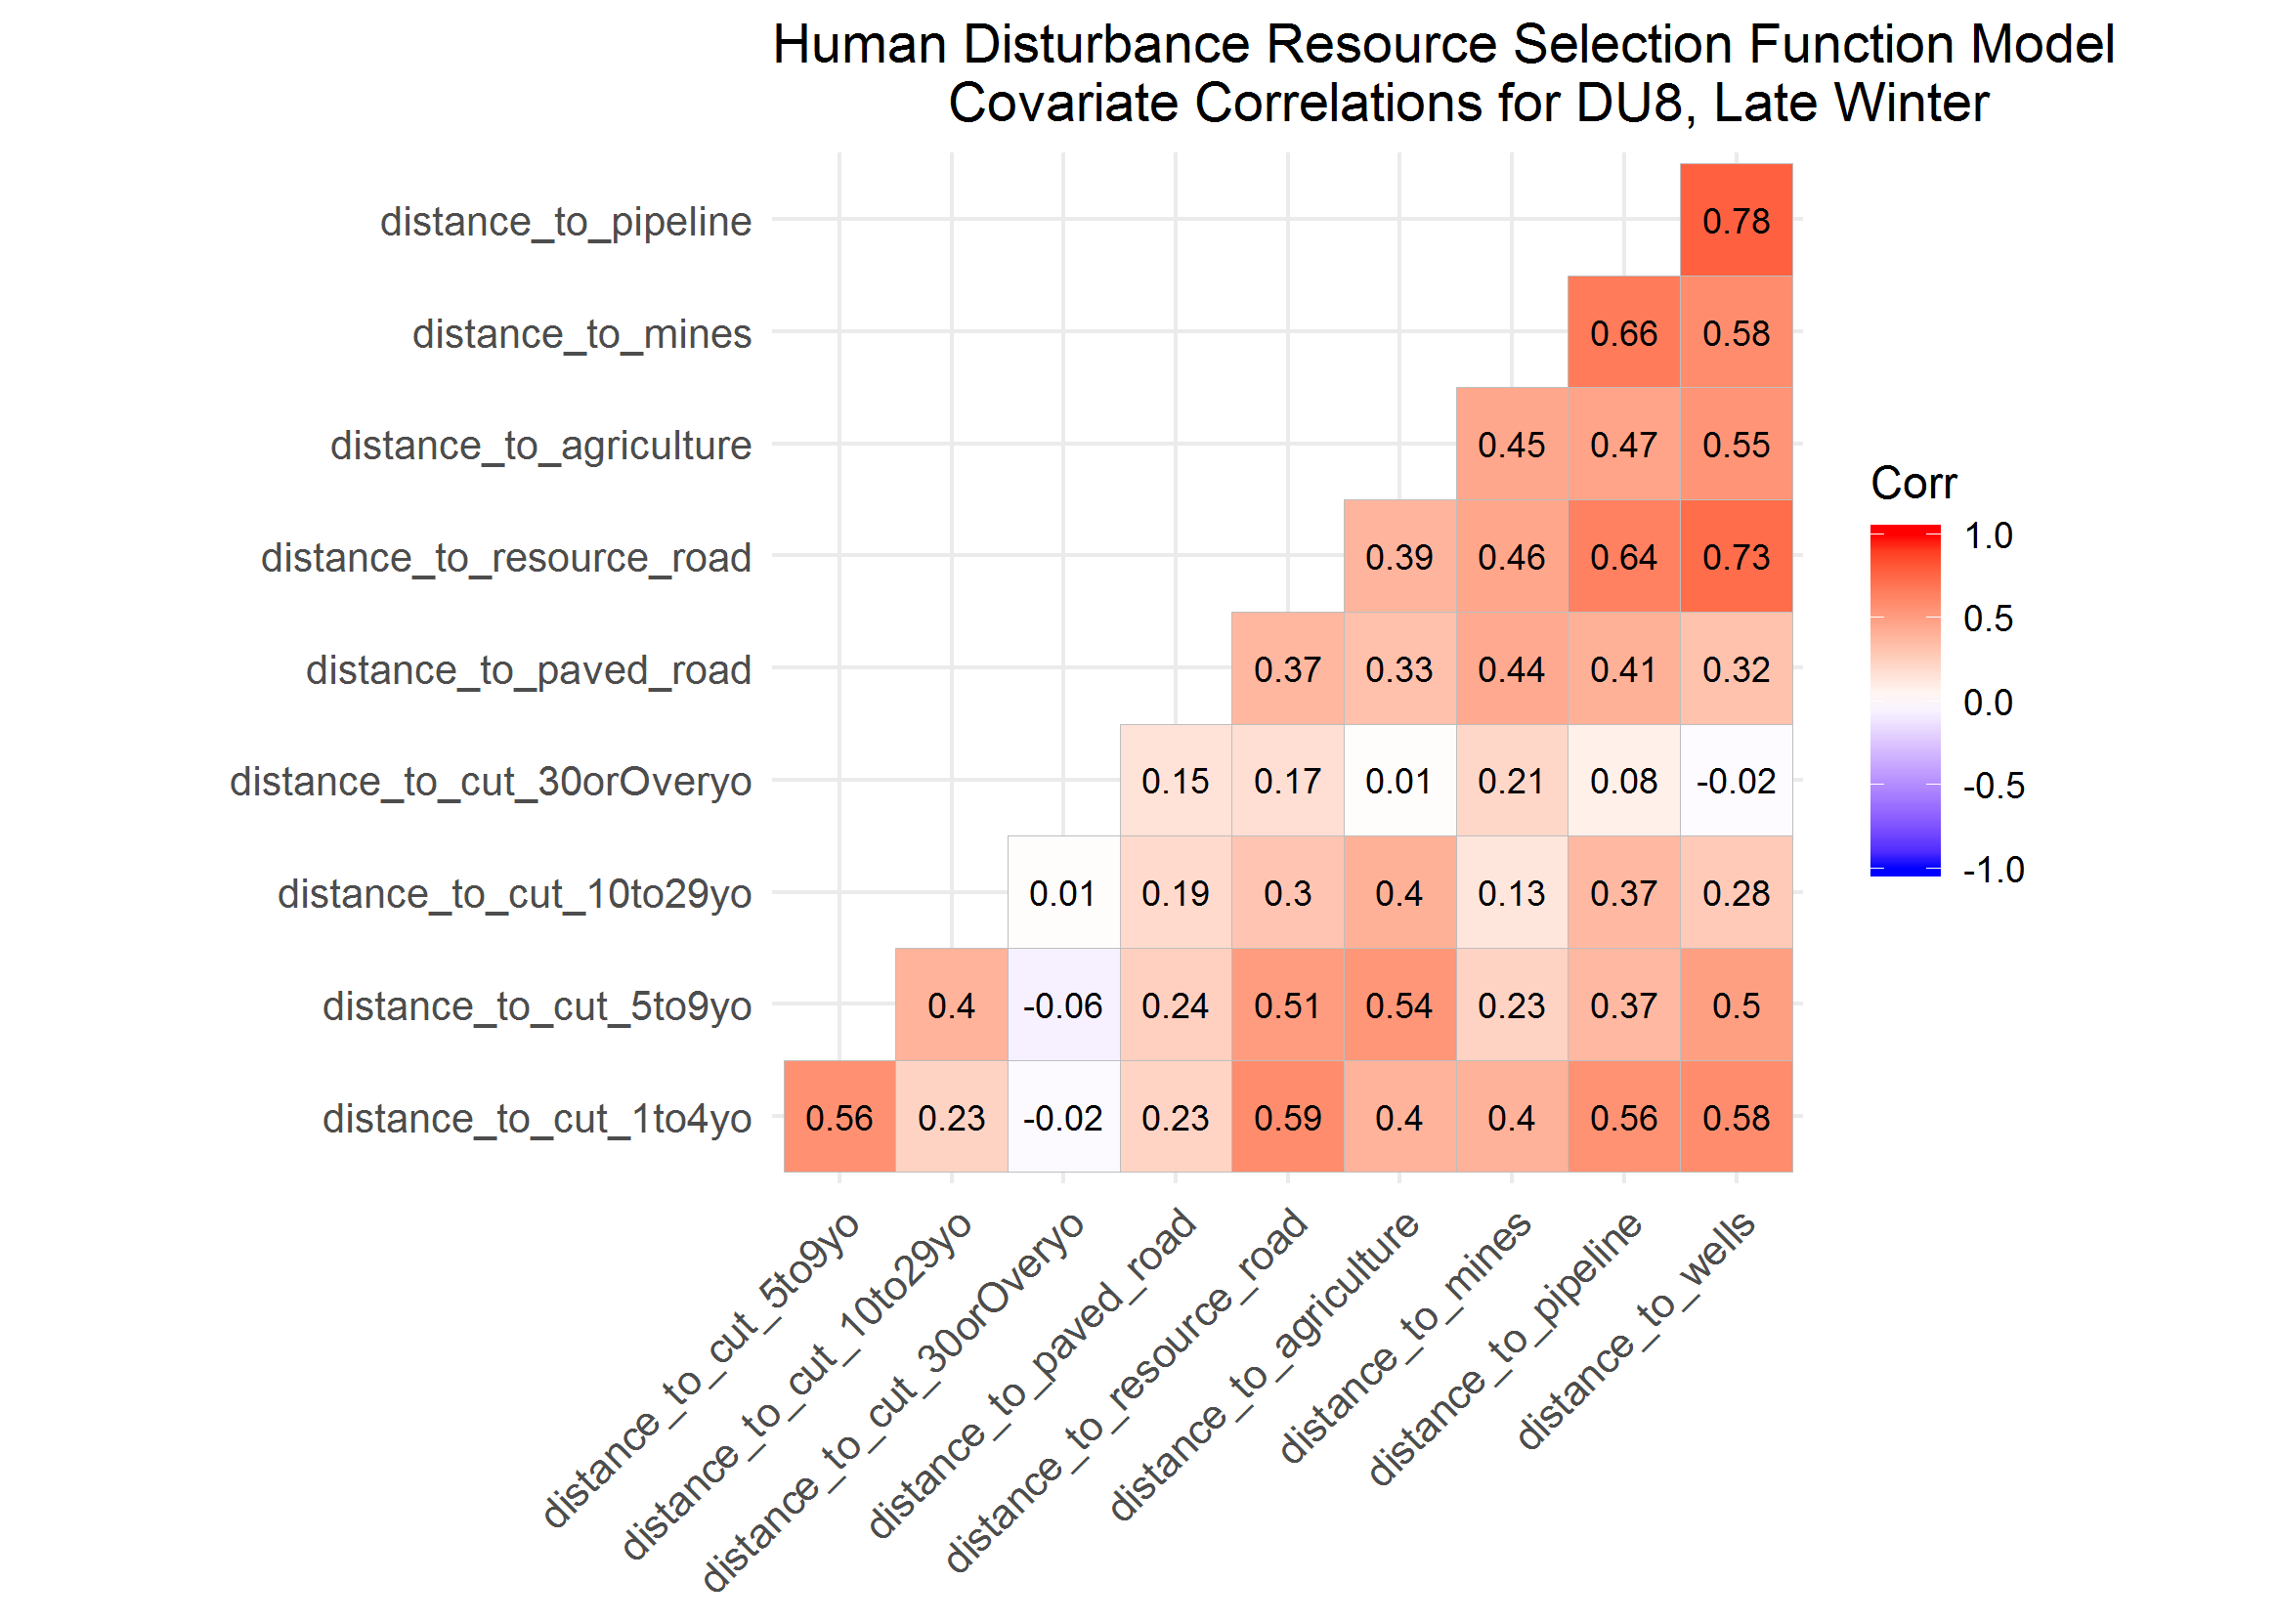 Human Disturbance Resource Selection Function Model
Covariate Correlations for DU8, Late Winter
distance_to_pipeline 0.78
distance_to_mines 0.66 0.58
distance_to_agriculture 0.45 0.47 0.55
distance_to_resource_road 0.39 0.46 0.64 0.73
distance_to_paved_road 0.37 0.33 0.44 0.41 0.32
distance_to_cut_30orOveryo 0.15 0.17 0.01 0.21 0.08 -0.02
distance_to_cut_10to29yo 0.01 0.19 0.3 0.4 0.13 0.37 0.28
distance_to_cut_5to9yo 0.4 -0.06 0.24 0.51 0.54 0.23 0.37 0.5
distance_to_cut_1to4yo 0.56 0.23 -0.02 0.23 0.59 0.4 0.4 0.56 0.58
distance_to_cut_5to9yo
distance_to_cut_10to29yo
distance_to_cut_30orOveryo
distance_to_paved_road
distance_to_resource_road
distance_to_agriculture
distance_to_mines
distance_to_pipeline
distance_to_wells
Corr
1.0
0.5
0.0
-0.5
-1.0